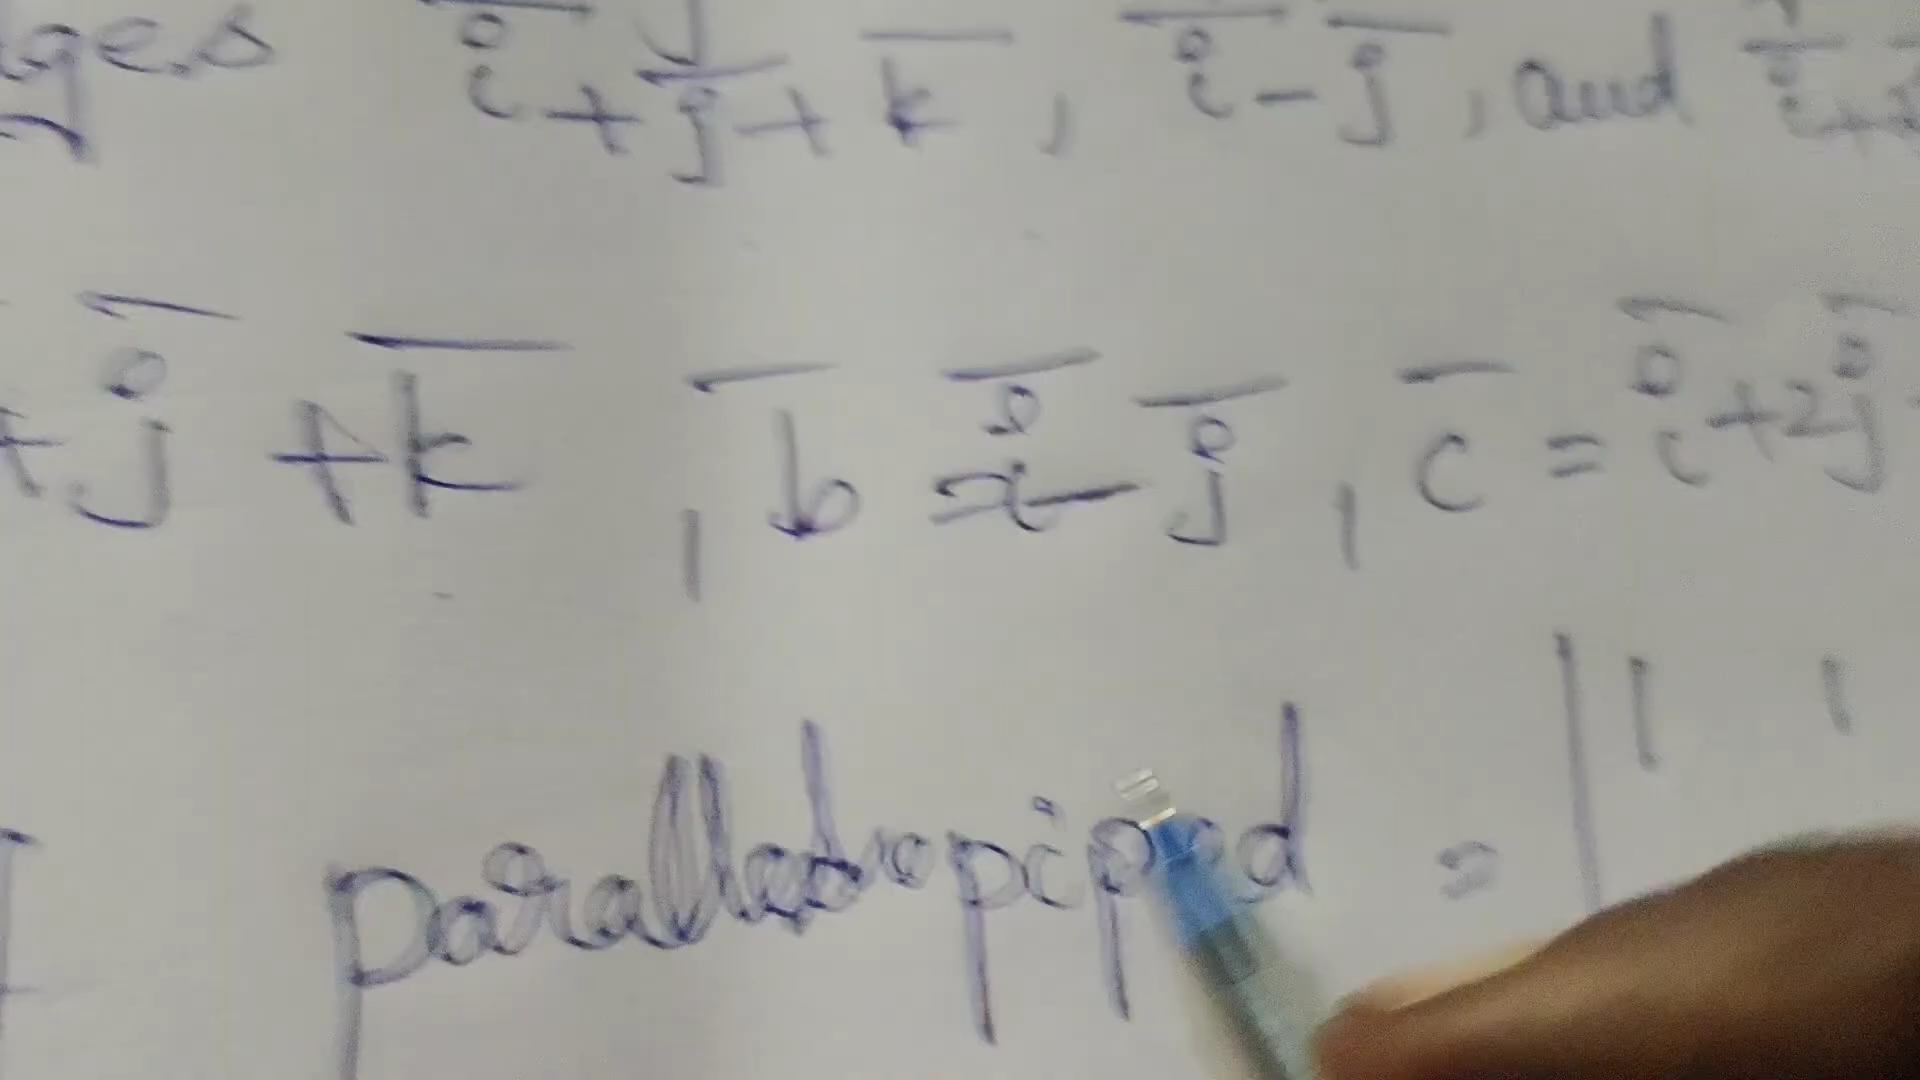 ges i + j + k , i - j , and i +
+ j + k , b = i - j , c = i + 2j
parallelopiped = | 1 1